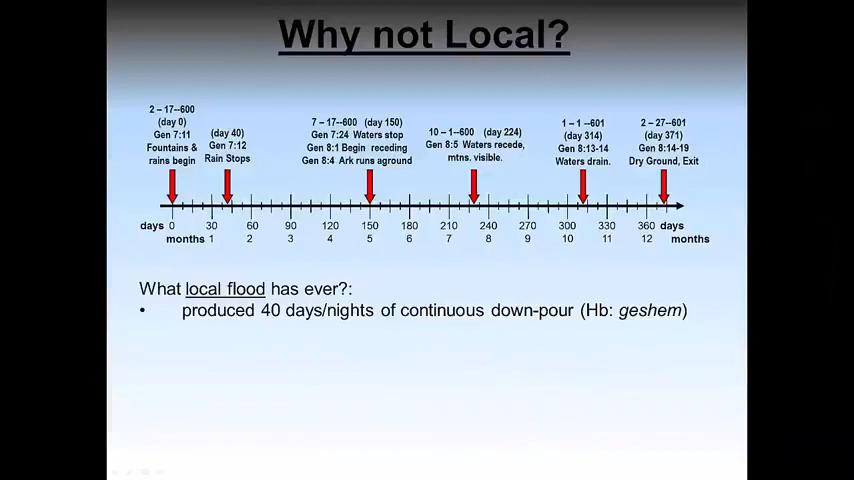 Why not Local?
2 – 17--600
(day 0)
Gen 7:11
Fountains &
rains begin
(day 40)
Gen 7:12
Rain Stops
7 – 17--600 (day 150)
Gen 7:24 Waters stop
Gen 8:1 Begin receding
Gen 8:4 Ark runs aground
10 – 1--600 (day 224)
Gen 8:5 Waters recede,
mtns. visible.
1 – 1 --601
(day 314)
Gen 8:13-14
Waters drain.
2 – 27--601
(day 371)
Gen 8:14-19
Dry Ground, Exit
days 0 30 60 90 120 150 180 210 240 270 300 330 360 days
months 1 2 3 4 5 6 7 8 9 10 11 12 months
What local flood has ever?:
• produced 40 days/nights of continuous down-pour (Hb: geshem)